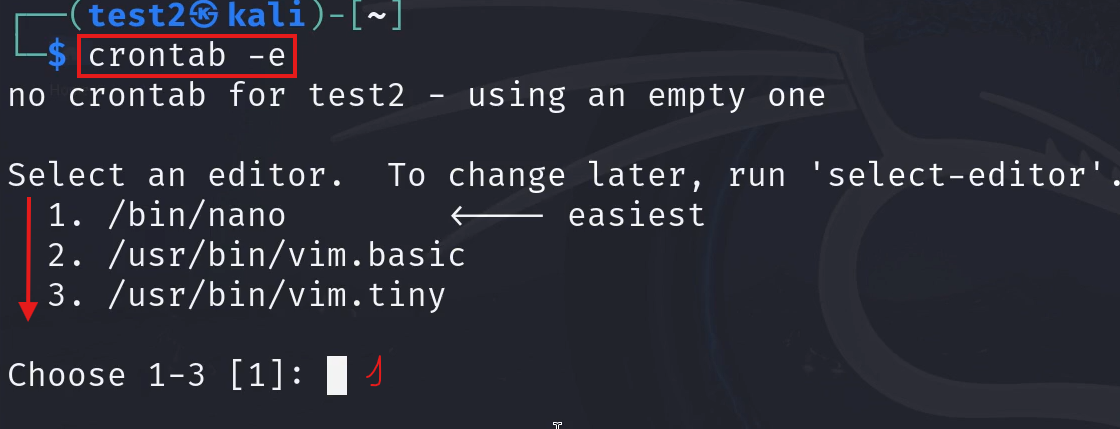 ┌──(test2㉿kali)-[~]
└─$ crontab -e
no crontab for test2 - using an empty one
Select an editor.  To change later, run 'select-editor'.
1. /bin/nano        <---- easiest
2. /usr/bin/vim.basic
3. /usr/bin/vim.tiny
Choose 1-3 [1]: